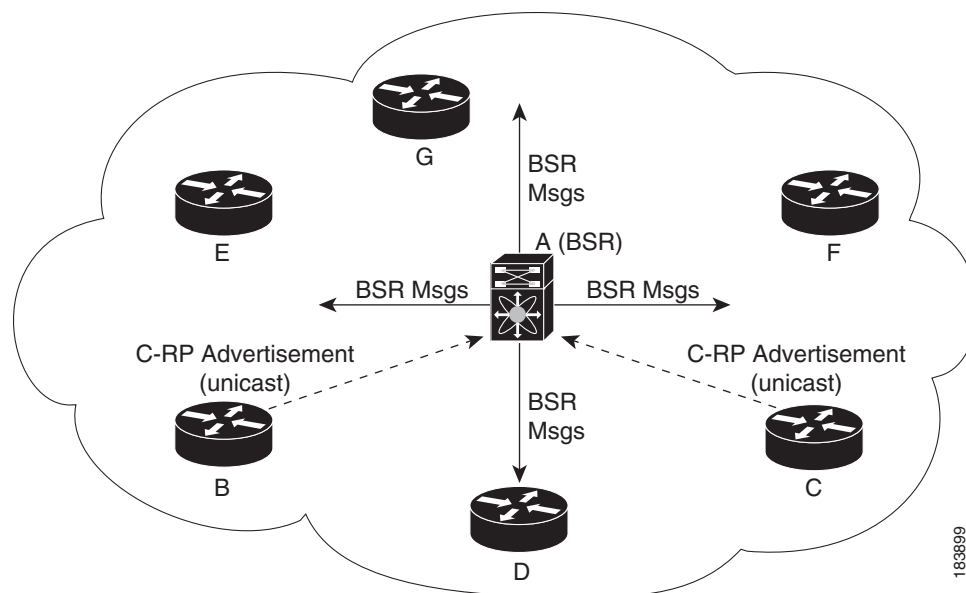 G
BSR
Msgs
E
F
A (BSR)
BSR Msgs
BSR Msgs
C-RP Advertisement
(unicast)
C-RP Advertisement
(unicast)
BSR
Msgs
B
C
D
183899